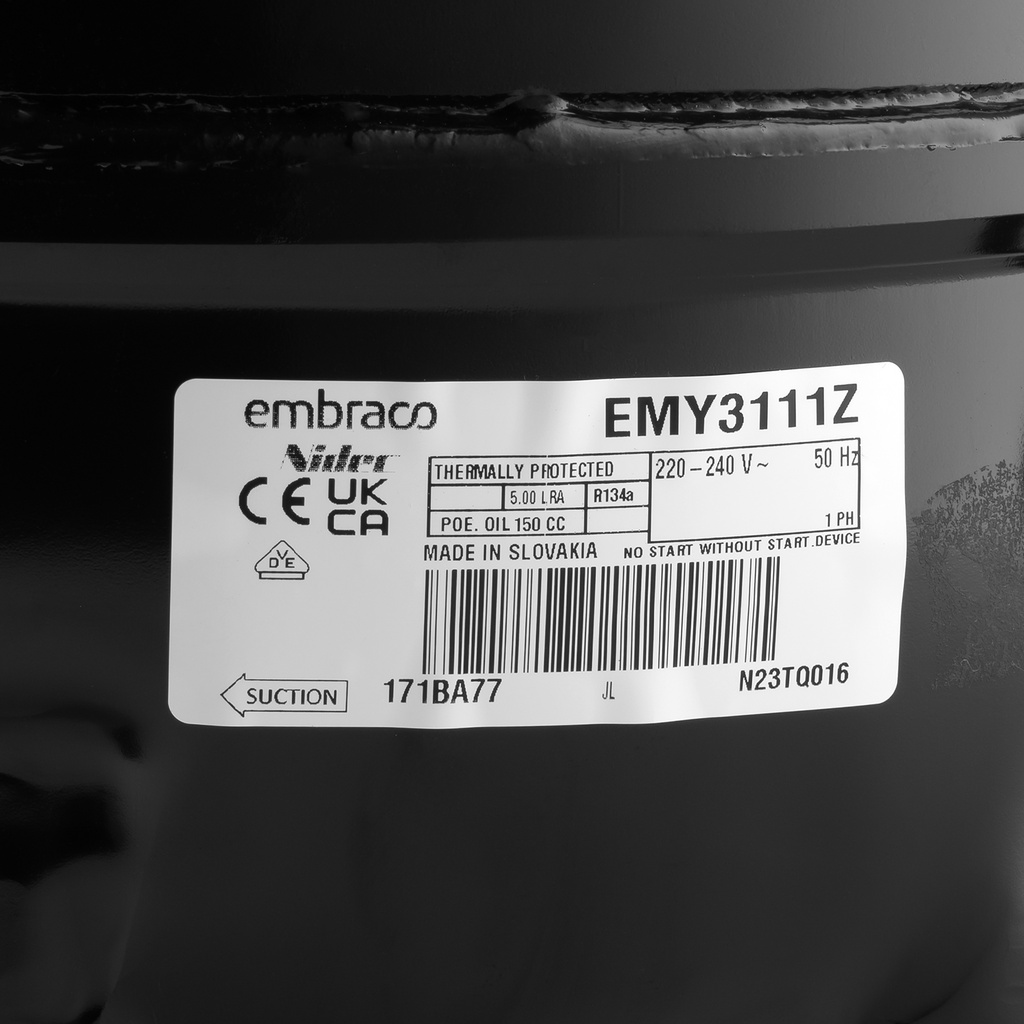 embraco
EMY3111Z
Nidec
CE UK
CA
THERMALLY PROTECTED
220-240 V~ 50 Hz
5.00 LRA R134a
POE. OIL 150 CC
1 PH
MADE IN SLOVAKIA NO START WITHOUT START.DEVICE
VDE
SUCTION
171BA77 JL N23TQ016